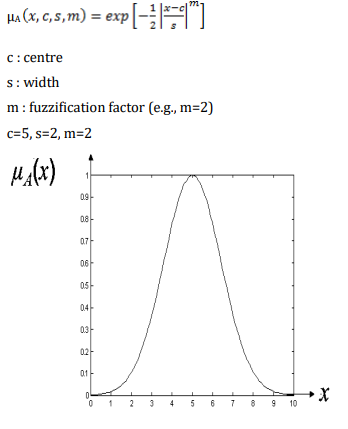 μA (x, c, s, m) = exp [−1/2 |x−c/s|^m]
c : centre
s : width
m : fuzzification factor (e.g., m=2)
c=5, s=2, m=2
μA(x)
1
0.9
0.8
0.7
0.6
0.5
0.4
0.3
0.2
0.1
0
0 1 2 3 4 5 6 7 8 9 10
x